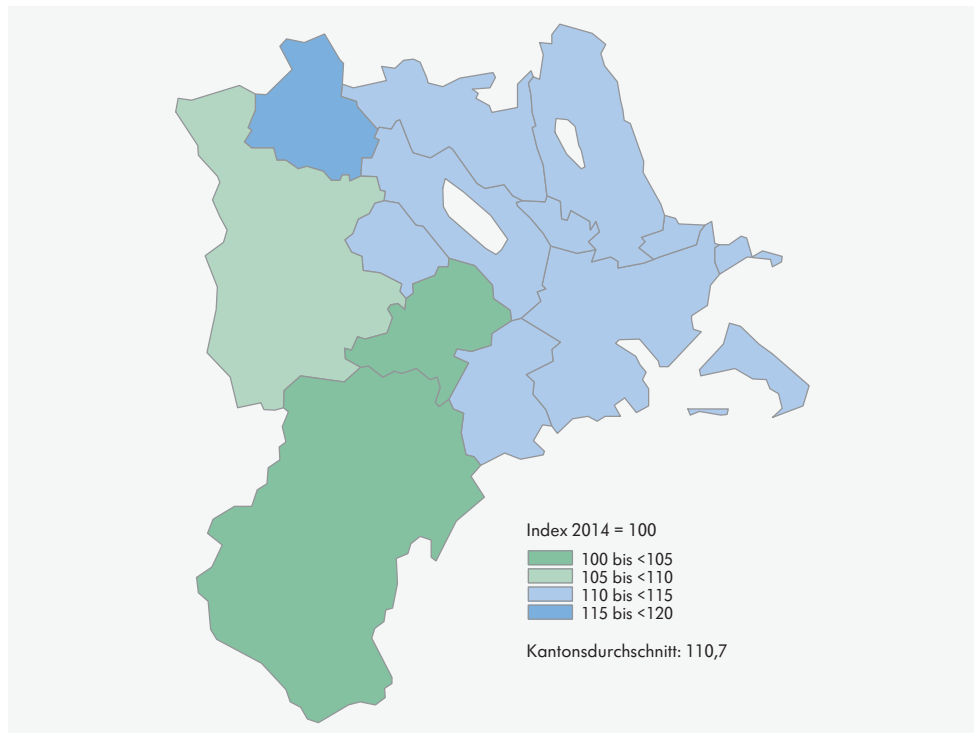 Index 2014 = 100
100 bis <105
105 bis <110
110 bis <115
115 bis <120
Kantonsdurchschnitt: 110,7